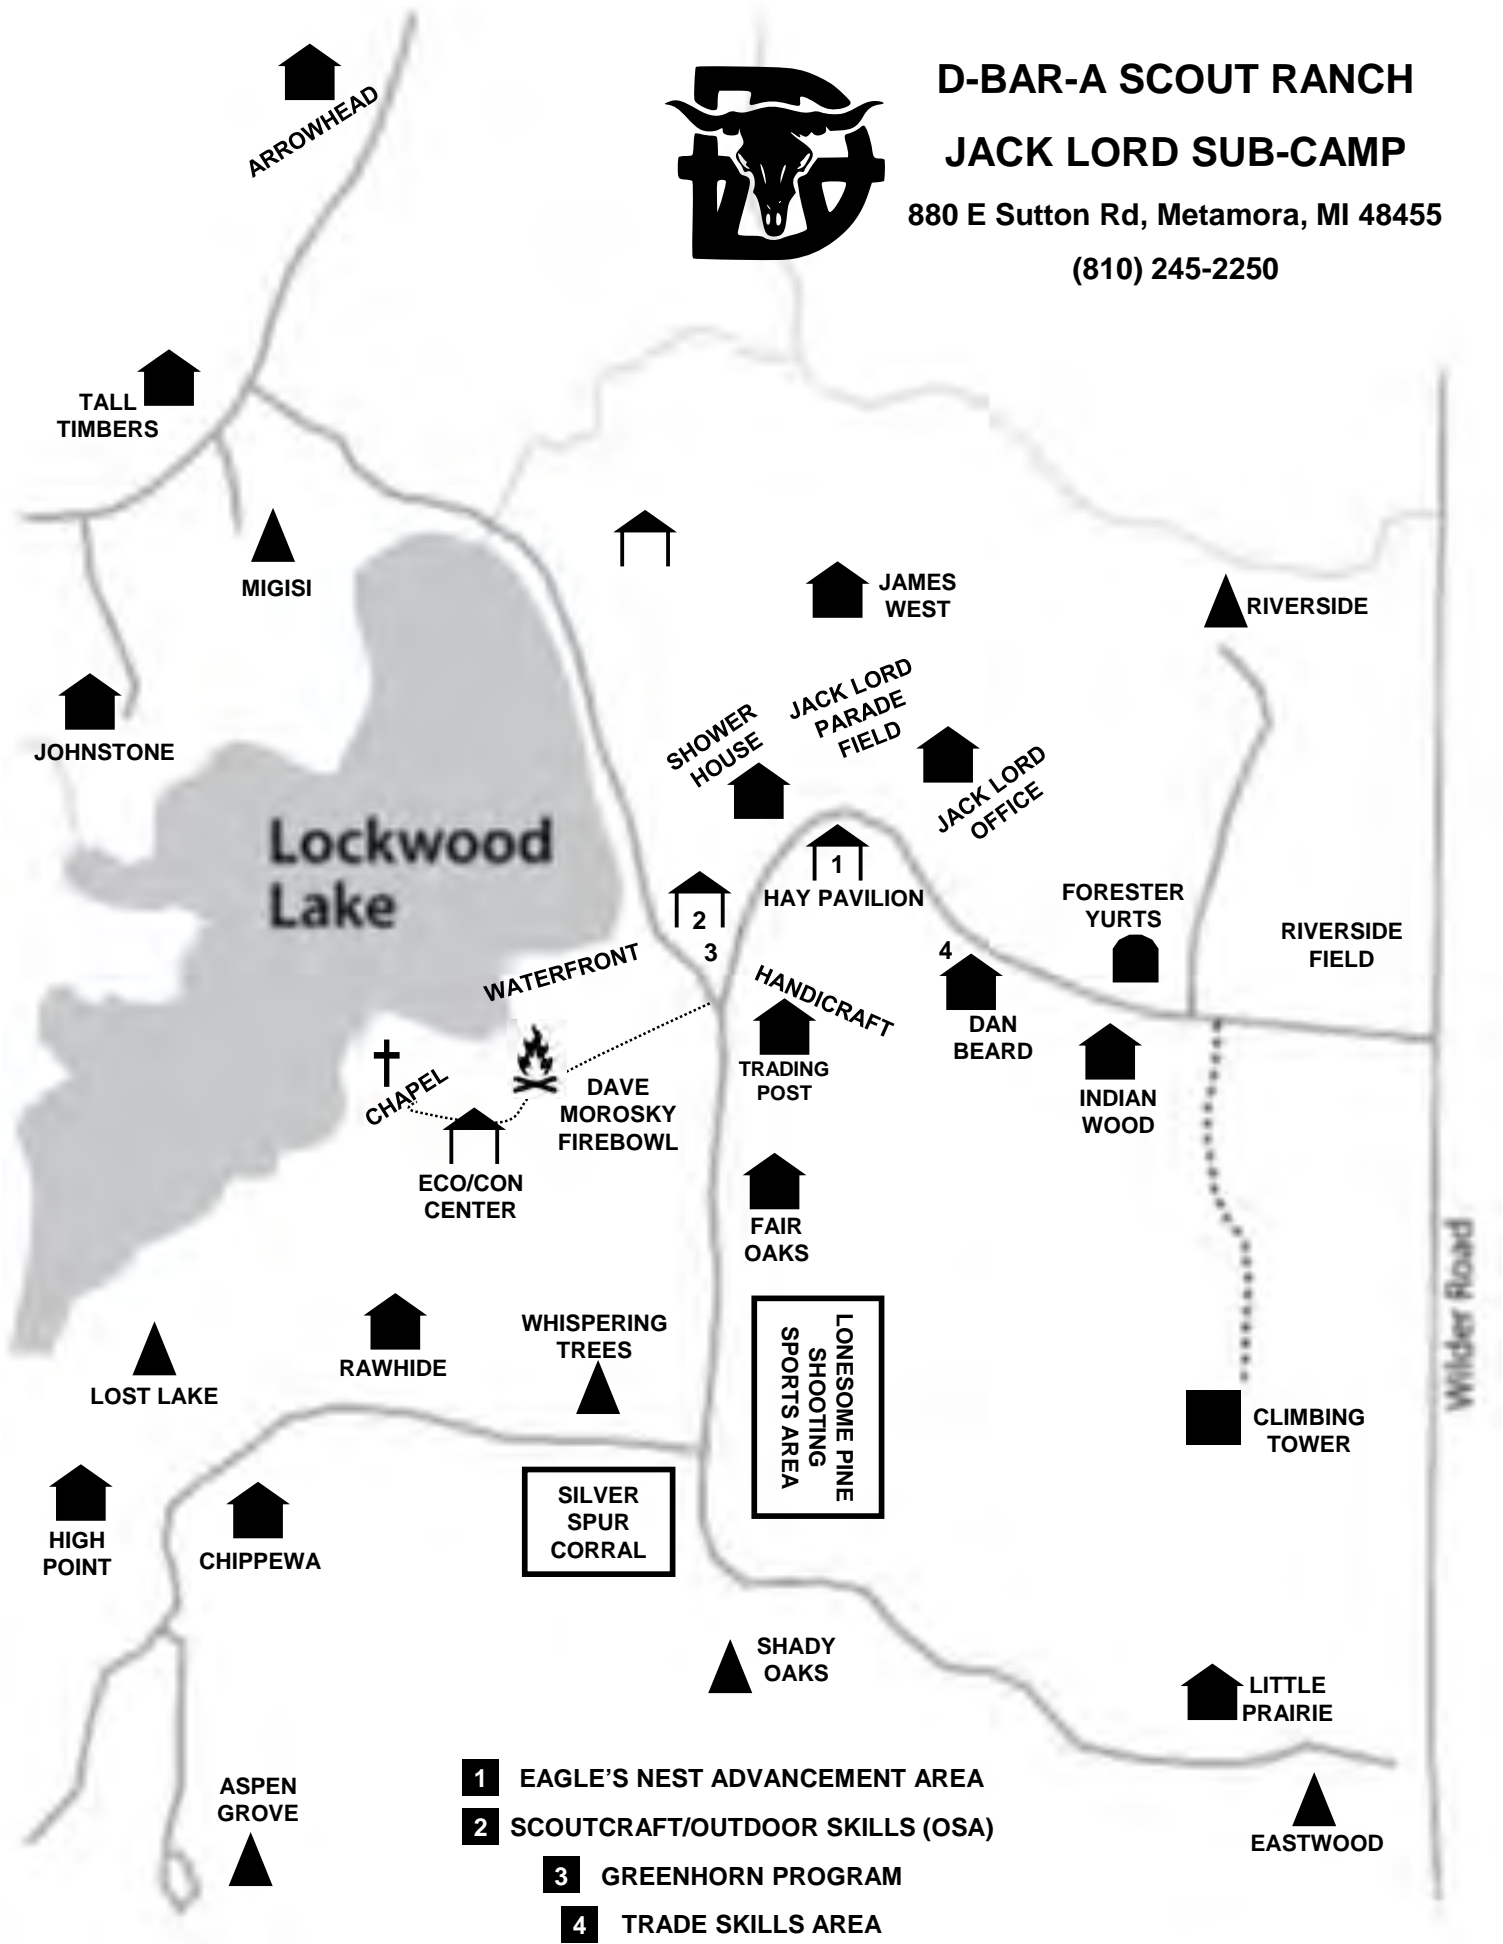 D-BAR-A SCOUT RANCH
JACK LORD SUB-CAMP
880 E Sutton Rd, Metamora, MI 48455
(810) 245-2250
ARROWHEAD
TALL
TIMBERS
MIGISI
JAMES
WEST
RIVERSIDE
JOHNSTONE
SHOWER
HOUSE
JACK LORD
PARADE
FIELD
JACK LORD
OFFICE
Lockwood
Lake
1
HAY PAVILION
2
3
4
FORESTER
YURTS
RIVERSIDE
FIELD
WATERFRONT
HANDICRAFT
DAN
BEARD
TRADING
POST
INDIAN
WOOD
CHAPEL
DAVE
MOROSKY
FIREBOWL
ECO/CON
CENTER
FAIR
OAKS
Wilder Road
LOST LAKE
RAWHIDE
WHISPERING
TREES
LONESOME PINE
SHOOTING
SPORTS AREA
CLIMBING
TOWER
HIGH
POINT
CHIPPEWA
SILVER
SPUR
CORRAL
SHADY
OAKS
LITTLE
PRAIRIE
ASPEN
GROVE
EASTWOOD
1 EAGLE’S NEST ADVANCEMENT AREA
2 SCOUTCRAFT/OUTDOOR SKILLS (OSA)
3 GREENHORN PROGRAM
4 TRADE SKILLS AREA